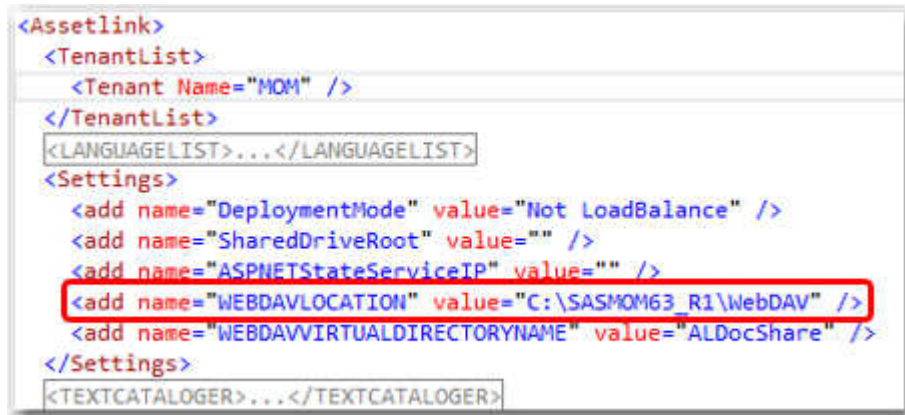 <Assetlink>
<TenantList>
<Tenant Name="MOM" />
</TenantList>
<LANGUAGELIST>...</LANGUAGELIST>
<Settings>
<add name="DeploymentMode" value="Not LoadBalance" />
<add name="SharedDriveRoot" value="" />
<add name="ASPNETStateServiceIP" value="" />
<add name="WEBDAVLOCATION" value="C:\SASMOM63_R1\WebDAV" />
<add name="WEBDAVVIRTUALDIRECTORYNAME" value="ALDocShare" />
</Settings>
<TEXTCATALOGER>...</TEXTCATALOGER>